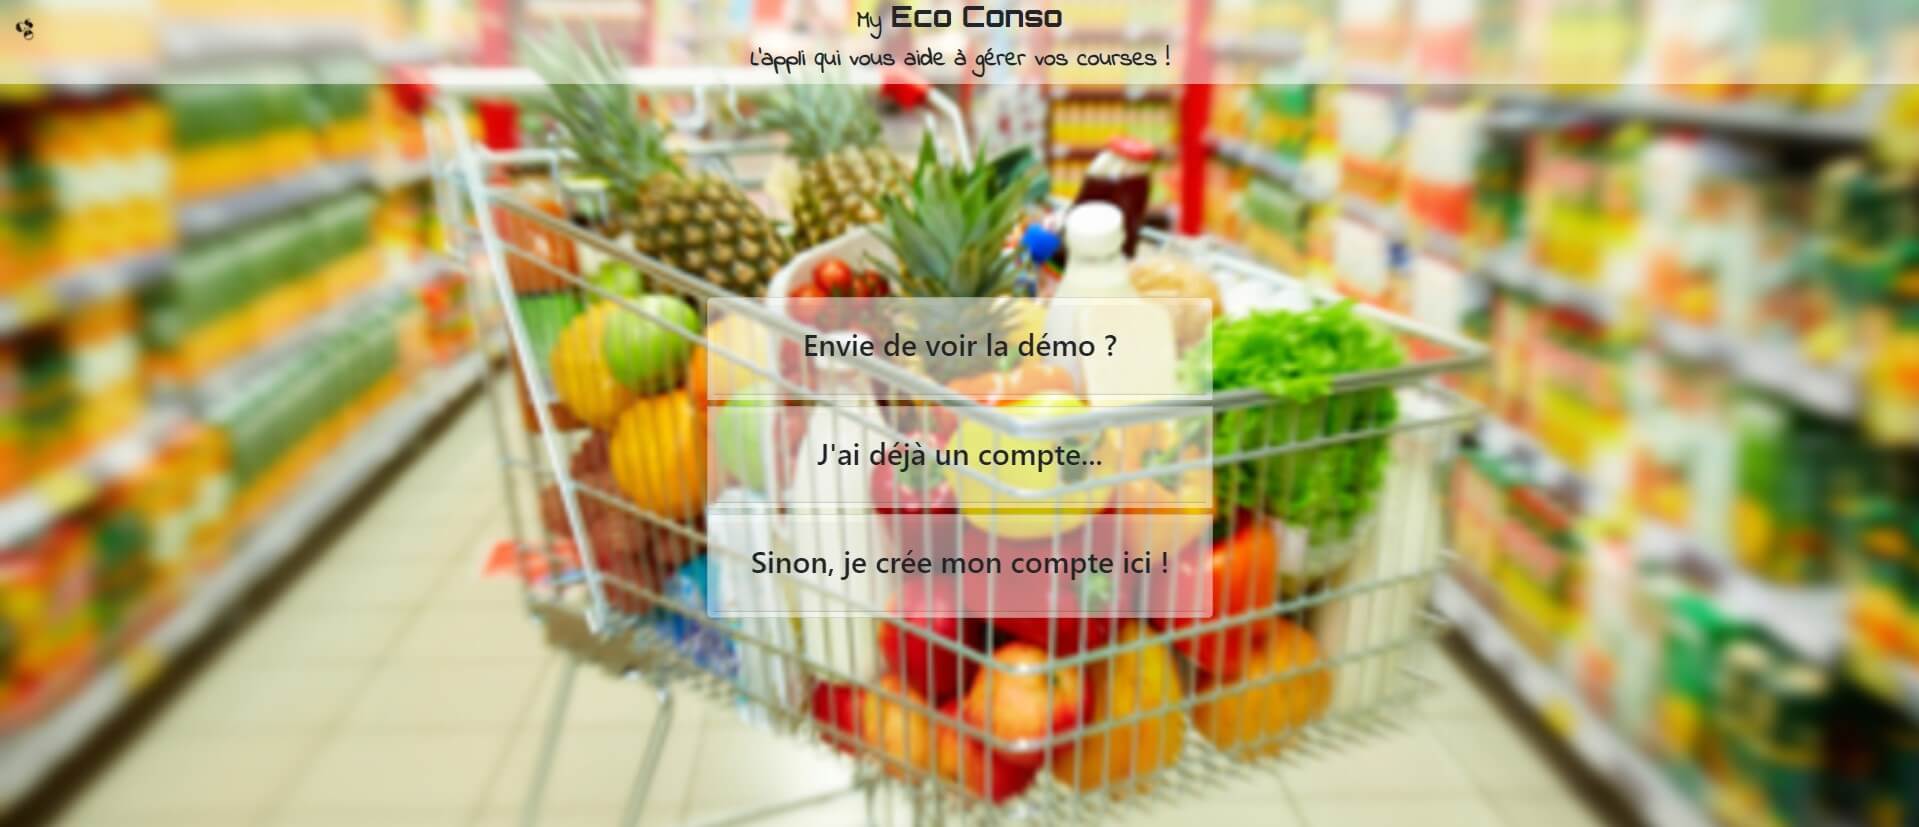 My Eco Conso
L'appli qui vous aide à gérer vos courses !
Envie de voir la démo ?
J'ai déjà un compte...
Sinon, je crée mon compte ici !